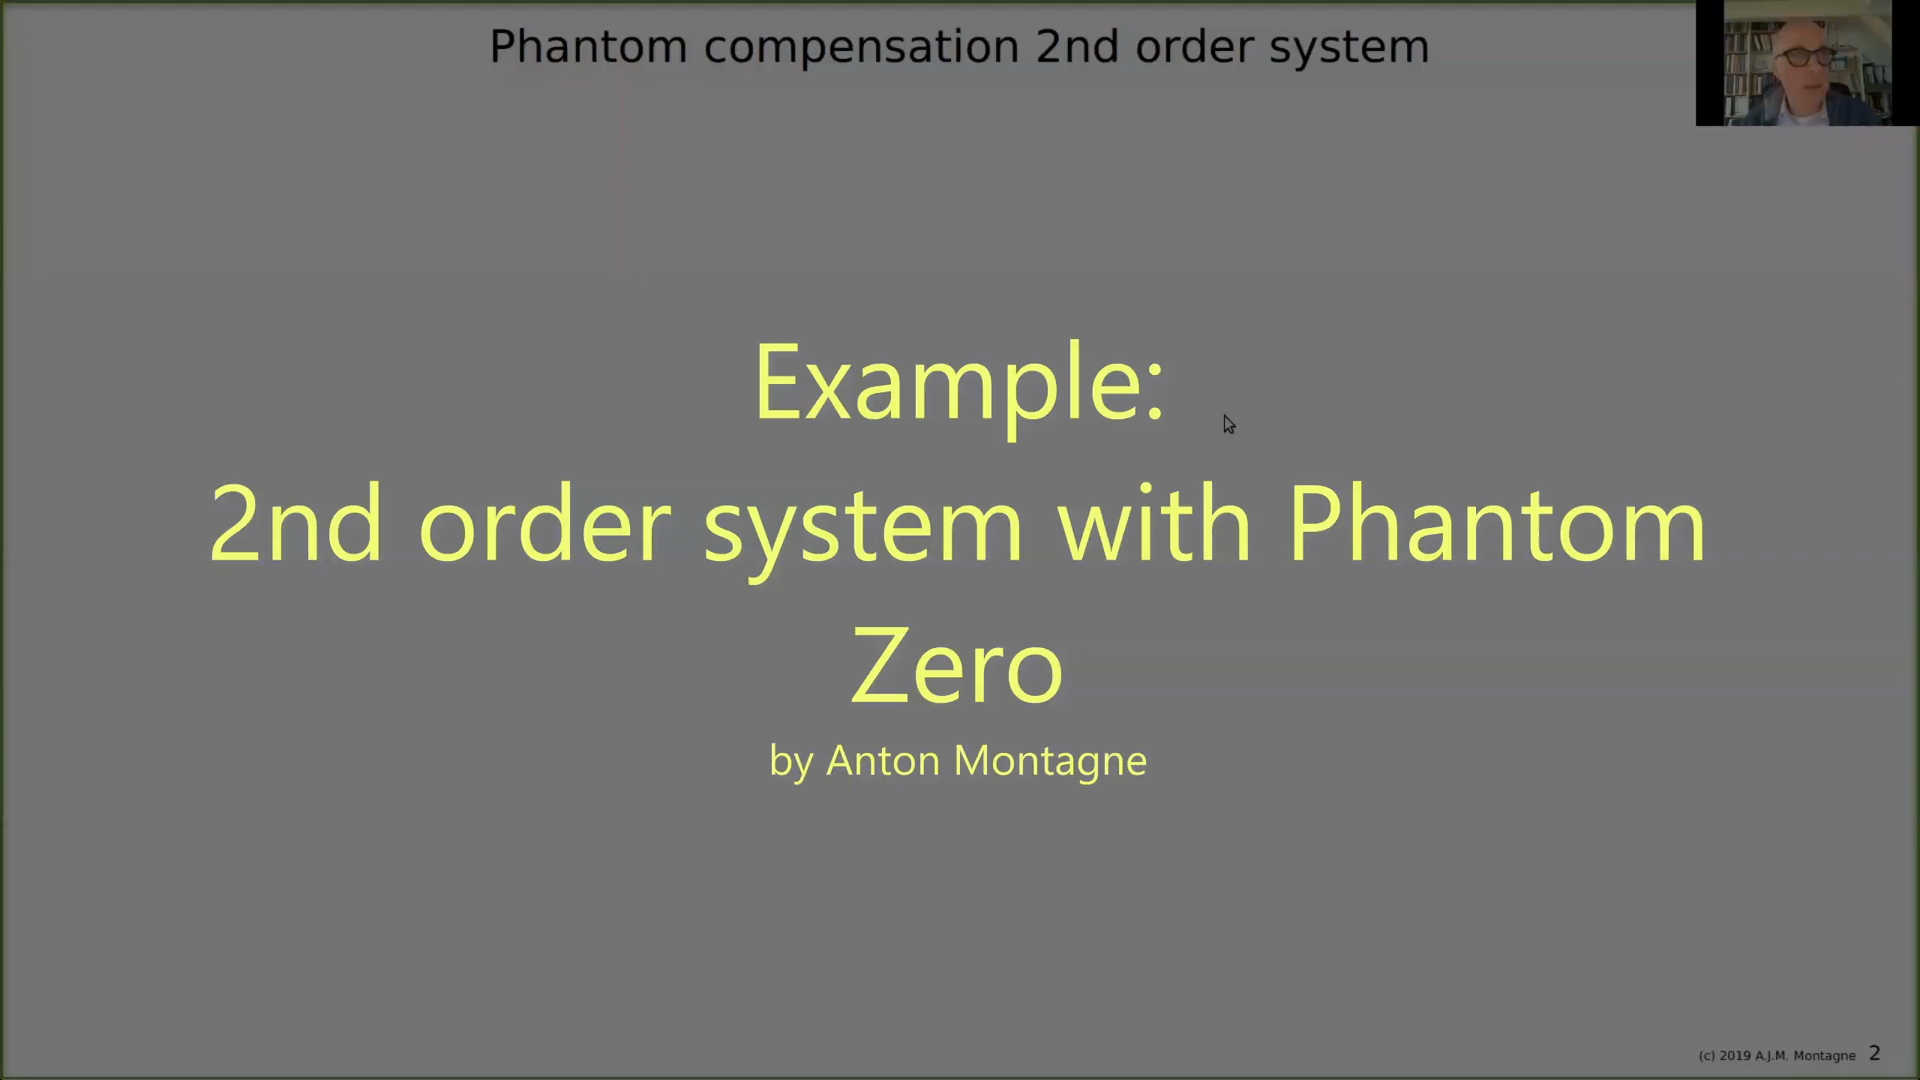 Phantom compensation 2nd order system
Example:
2nd order system with Phantom
Zero
by Anton Montagne
(c) 2019 A.J.M. Montagne 2